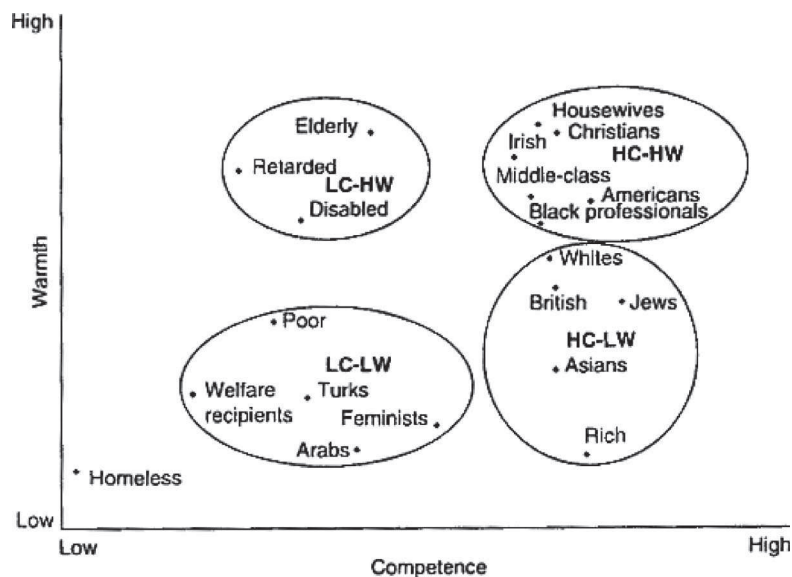 High
Housewives
Elderly
Christians
Irish
HC-HW
Retarded
LC-HW
Middle-class
Disabled
Americans
Black professionals
Whites
British
Jews
Poor
HC-LW
LC-LW
Asians
Welfare
recipients
Turks
Feminists
Rich
Arabs
Homeless
Warmth
Low
Low
High
Competence